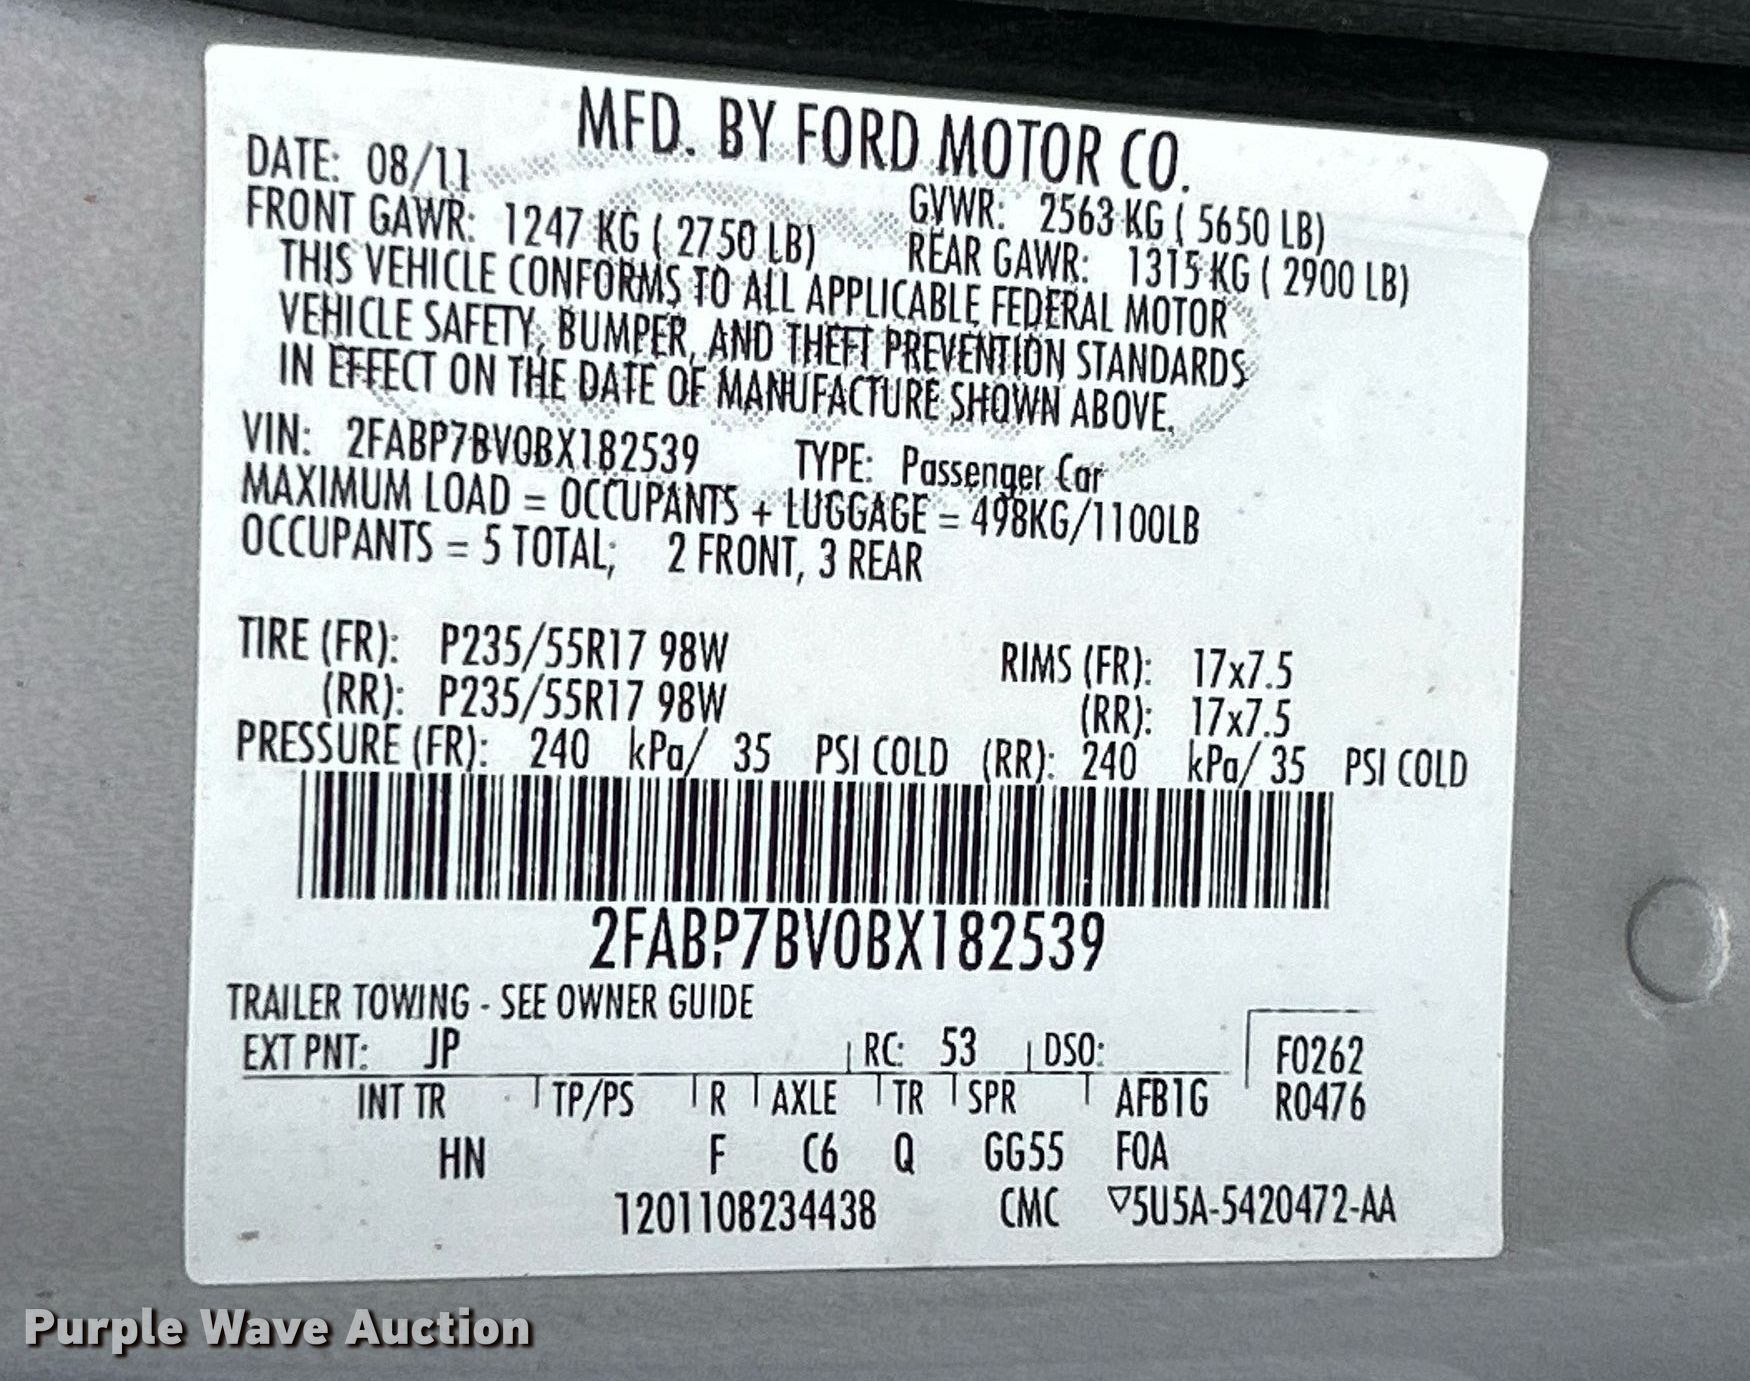 MFD. BY FORD MOTOR CO.
DATE: 08/11 GVWR: 2563 KG ( 5650 LB)
FRONT GAWR: 1247 KG ( 2750 LB) REAR GAWR: 1315 KG ( 2900 LB)
THIS VEHICLE CONFORMS TO ALL APPLICABLE FEDERAL MOTOR
VEHICLE SAFETY, BUMPER, AND THEFT PREVENTION STANDARDS
IN EFFECT ON THE DATE OF MANUFACTURE SHOWN ABOVE.
VIN: 2FABP7BV0BX182539 TYPE: Passenger Car
MAXIMUM LOAD = OCCUPANTS + LUGGAGE = 498KG/1100LB
OCCUPANTS = 5 TOTAL; 2 FRONT, 3 REAR
TIRE (FR): P235/55R17 98W RIMS (FR): 17x7.5
(RR): P235/55R17 98W (RR): 17x7.5
PRESSURE (FR): 240 kPa/ 35 PSI COLD (RR): 240 kPa/ 35 PSI COLD
2FABP7BV0BX182539
TRAILER TOWING - SEE OWNER GUIDE
EXT PNT: JP RC: 53 DSO: F0262
INT TR TP/PS R AXLE TR SPR AFB1G R0476
HN F C6 Q GG55 F0A
1201108234438 CMC ▽5U5A-5420472-AA
Purple Wave Auction